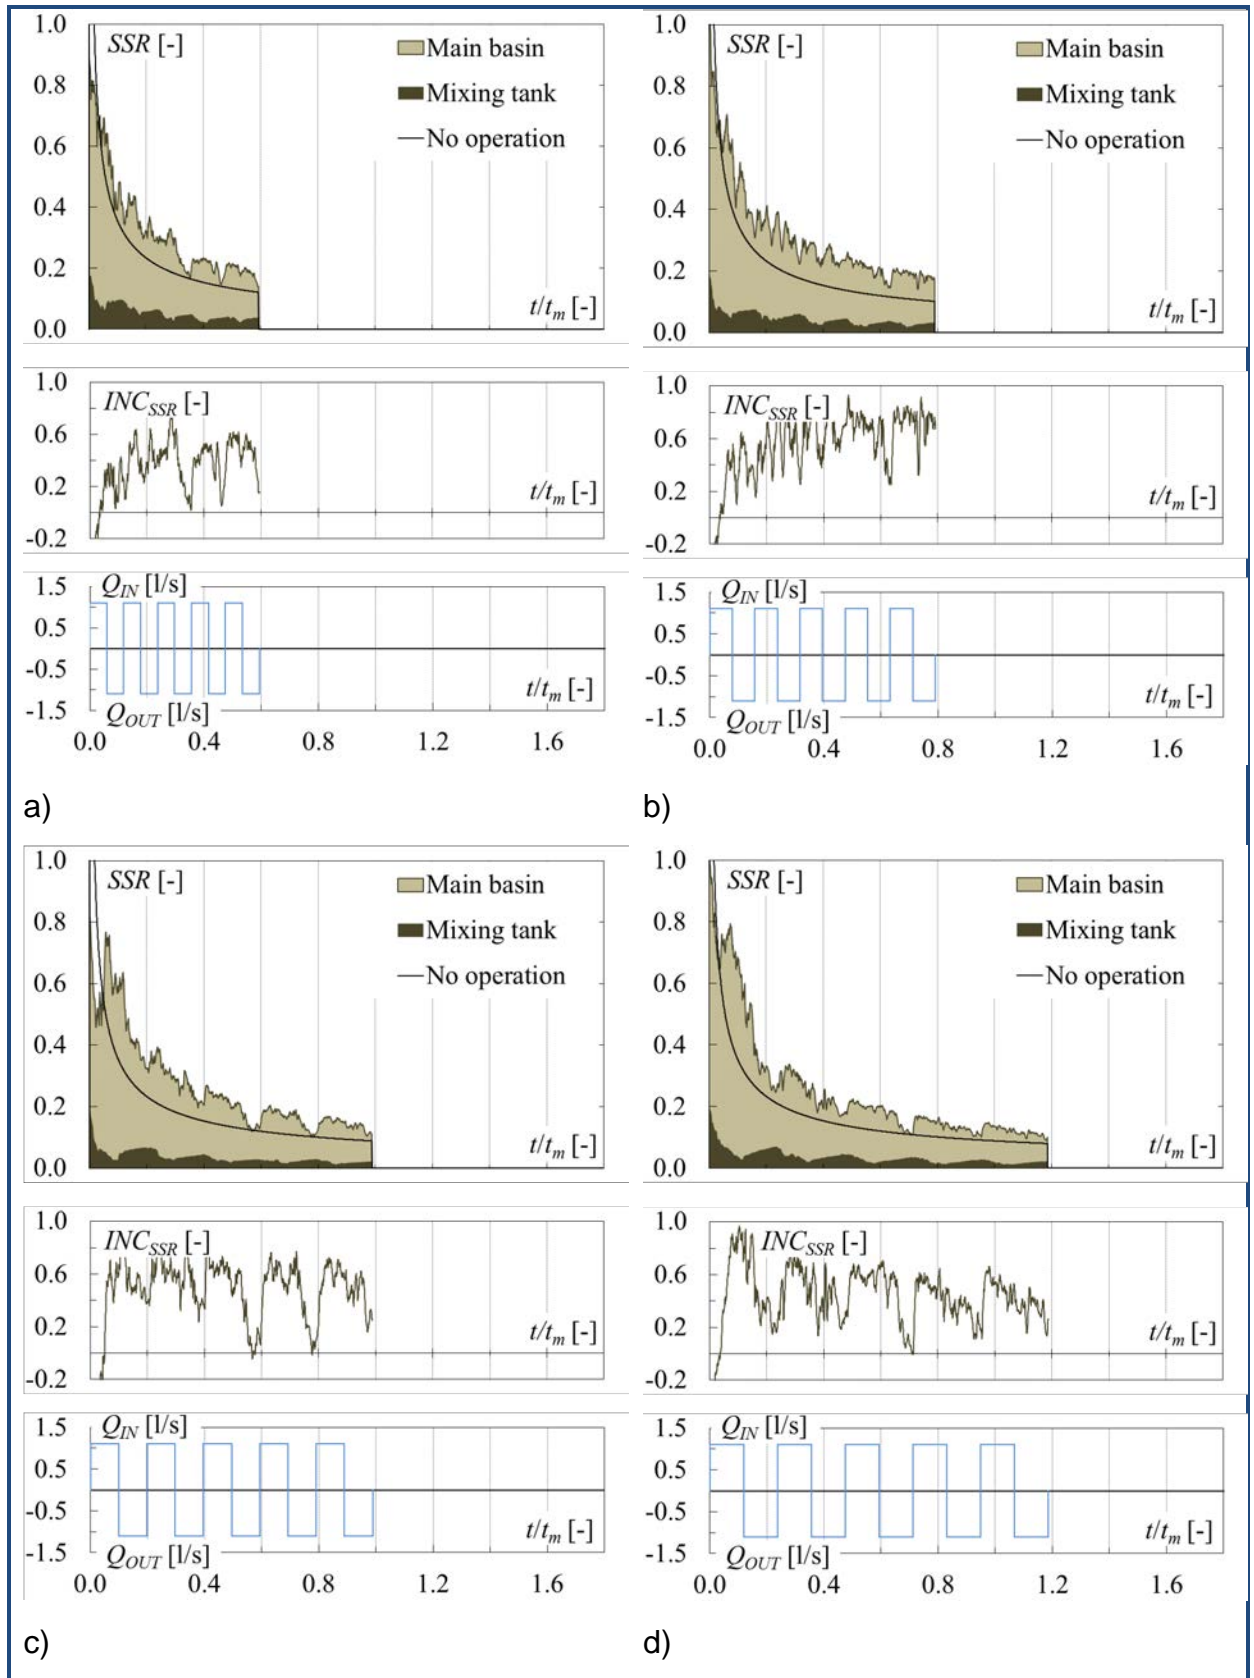 1.0
SSR [-]
Main basin
0.8
Mixing tank
0.6
No operation
0.4
0.2
t/tm [-]
0.0
1.0
INCSSR [-]
0.6
0.2
t/tm [-]
-0.2
1.5
QIN [l/s]
0.5
-0.5
t/tm [-]
-1.5
QOUT [l/s]
0.0 0.4 0.8 1.2 1.6
a)
1.0
SSR [-]
Main basin
0.8
Mixing tank
0.6
No operation
0.4
0.2
t/tm [-]
0.0
1.0
INCSSR [-]
0.6
0.2
t/tm [-]
-0.2
1.5
QIN [l/s]
0.5
-0.5
t/tm [-]
-1.5
QOUT [l/s]
0.0 0.4 0.8 1.2 1.6
b)
1.0
SSR [-]
Main basin
0.8
Mixing tank
0.6
No operation
0.4
0.2
t/tm [-]
0.0
1.0
INCSSR [-]
0.6
0.2
t/tm [-]
-0.2
1.5
QIN [l/s]
0.5
-0.5
t/tm [-]
-1.5
QOUT [l/s]
0.0 0.4 0.8 1.2 1.6
c)
1.0
SSR [-]
Main basin
0.8
Mixing tank
0.6
No operation
0.4
0.2
t/tm [-]
0.0
1.0
INCSSR [-]
0.6
0.2
t/tm [-]
-0.2
1.5
QIN [l/s]
0.5
-0.5
t/tm [-]
-1.5
QOUT [l/s]
0.0 0.4 0.8 1.2 1.6
d)